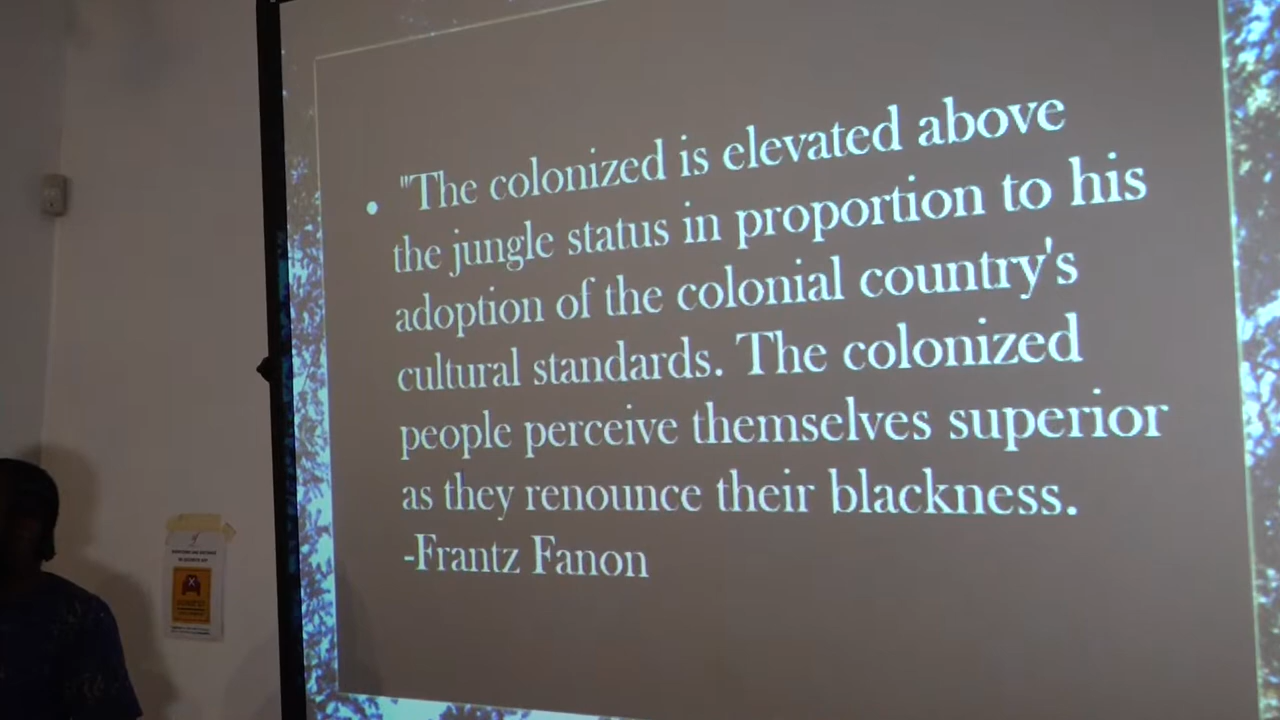 • "The colonized is elevated above
the jungle status in proportion to his
adoption of the colonial country's
cultural standards. The colonized
people perceive themselves superior
as they renounce their blackness.
-Frantz Fanon